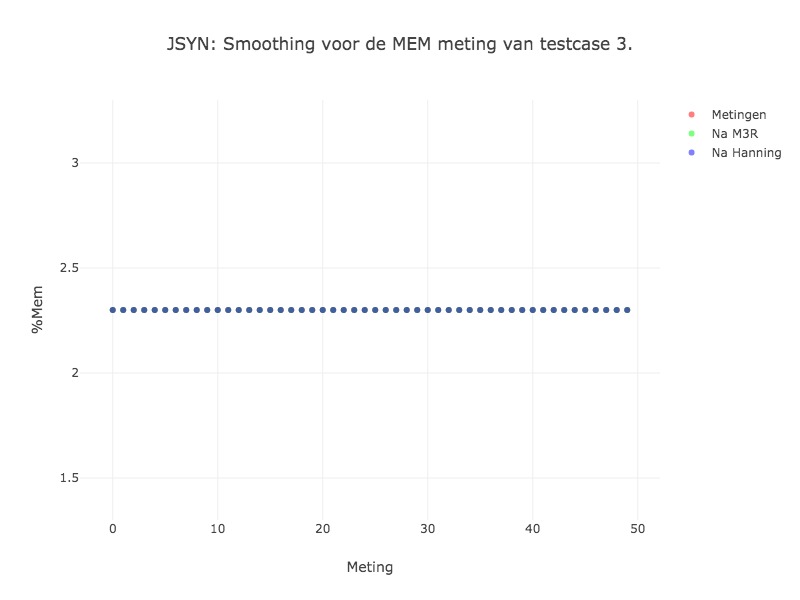 JSYN: Smoothing voor de MEM meting van testcase 3.
Metingen
Na M3R
Na Hanning
%Mem
3
2.5
2
1.5
0 10 20 30 40 50
Meting